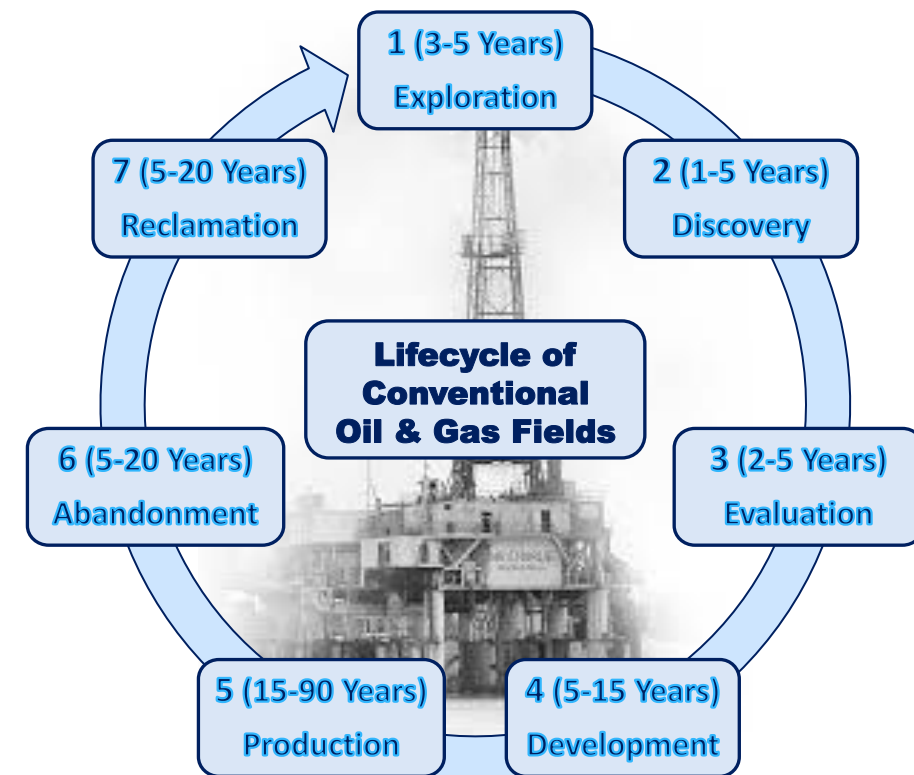 1 (3-5 Years)
Exploration
2 (1-5 Years)
Discovery
3 (2-5 Years)
Evaluation
4 (5-15 Years)
Development
5 (15-90 Years)
Production
6 (5-20 Years)
Abandonment
7 (5-20 Years)
Reclamation
Lifecycle of
Conventional
Oil & Gas Fields